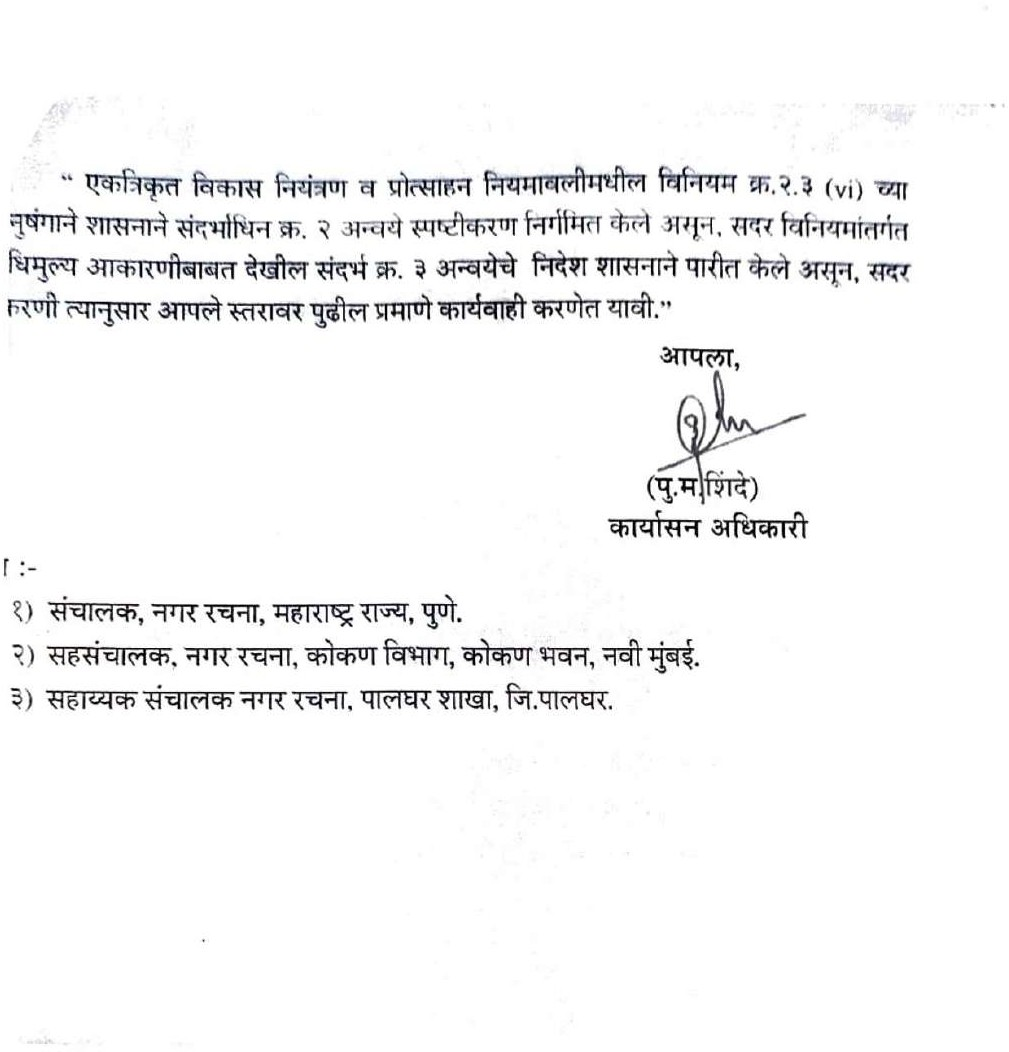 “ एकत्रिकृत विकास नियंत्रण व प्रोत्साहन नियमावलीमधील विनियम क्र.२.३ (vi) च्या
नुषंगाने शासनाने संदर्भाधिन क्र. २ अन्वये स्पष्टीकरण निर्गमित केले असून, सदर विनियमांतर्गत
धिमुल्य आकारणीबाबत देखील संदर्भ क्र. ३ अन्वयेचे निदेश शासनाने पारीत केले असून, सदर
करणी त्यानुसार आपले स्तरावर पुढील प्रमाणे कार्यवाही करणेत यावी.”
आपला,
(पु.म.शिंदे)
कार्यासन अधिकारी
त :-
१) संचालक, नगर रचना, महाराष्ट्र राज्य, पुणे.
२) सहसंचालक, नगर रचना, कोकण विभाग, कोकण भवन, नवी मुंबई.
३) सहाय्यक संचालक नगर रचना, पालघर शाखा, जि.पालघर.